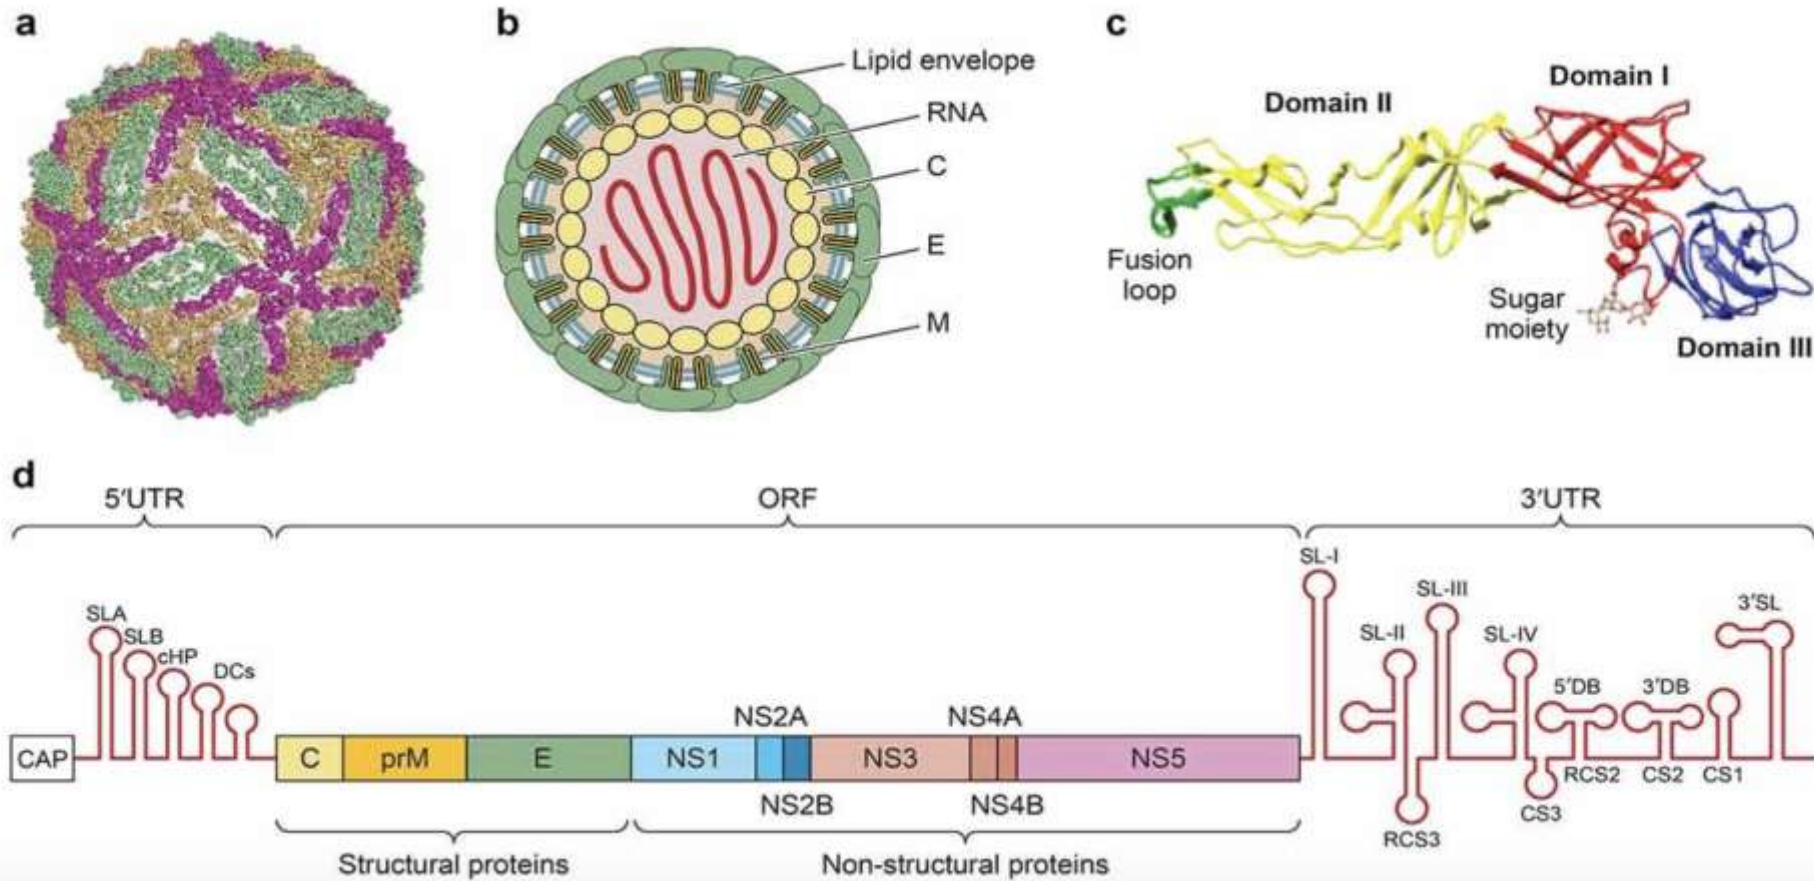 a
b
Lipid envelope
RNA
C
E
M
c
Domain I
Domain II
Fusion
loop
Sugar
moiety
Domain III
d
5′UTR
ORF
3′UTR
SLA
SLB
cHP
DCs
SL-I
SL-II
SL-III
SL-IV
5′DB
3′DB
3′SL
CAP
C
prM
E
NS1
NS2A
NS2B
NS3
NS4A
NS4B
NS5
RCS3
CS3
RCS2
CS2
CS1
Structural proteins
Non-structural proteins